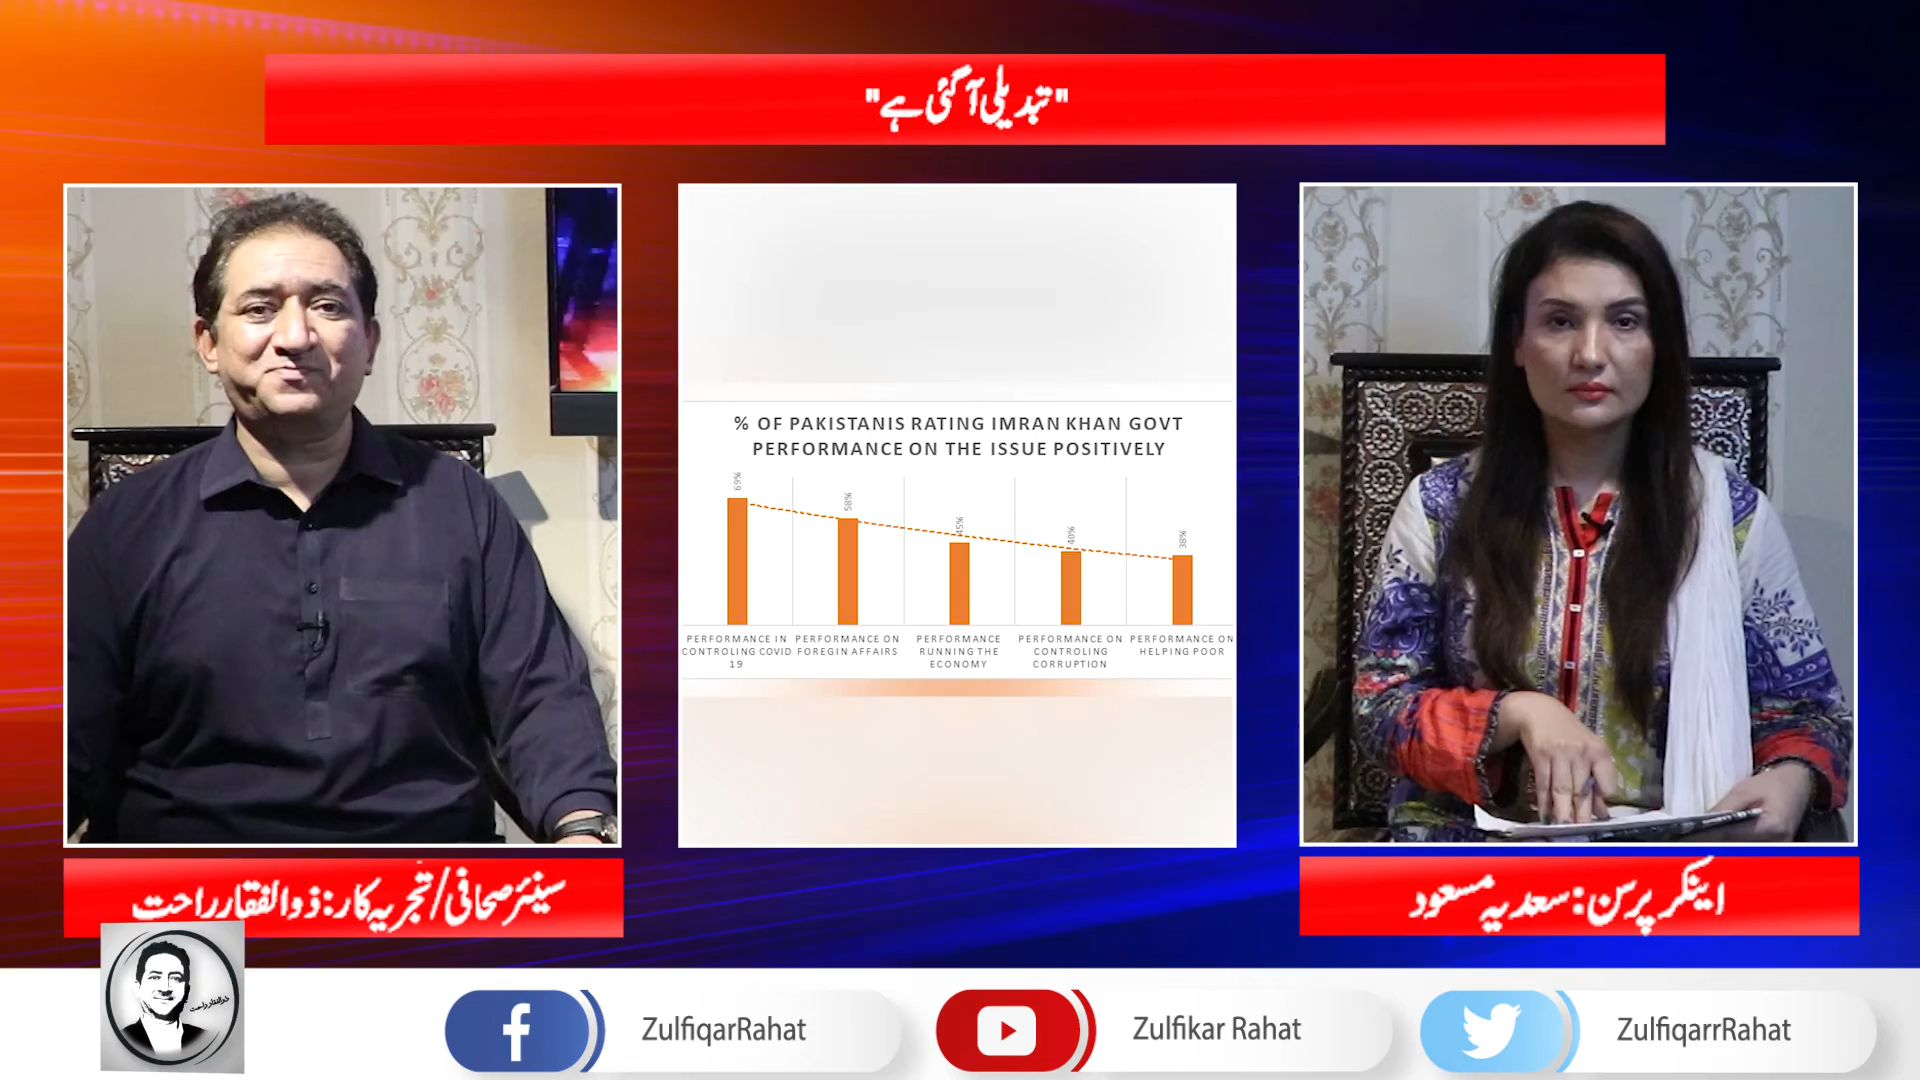 "تبدیلی آ گئی ہے"
% OF PAKISTANIS RATING IMRAN KHAN GOVT
PERFORMANCE ON THE ISSUE POSITIVELY
69%
58%
45%
40%
38%
PERFORMANCE IN
CONTROLING COVID
19
PERFORMANCE ON
FOREGIN AFFAIRS
PERFORMANCE
RUNNING THE
ECONOMY
PERFORMANCE ON
CONTROLING
CORRUPTION
PERFORMANCE ON
HELPING POOR
سینئر صحافی/تجزیہ کار: ذوالفقار راحت
اینکر پرسن: سعدیہ مسعود
ذوالفقار راحت
ZulfiqarRahat
Zulfikar Rahat
ZulfiqarrRahat